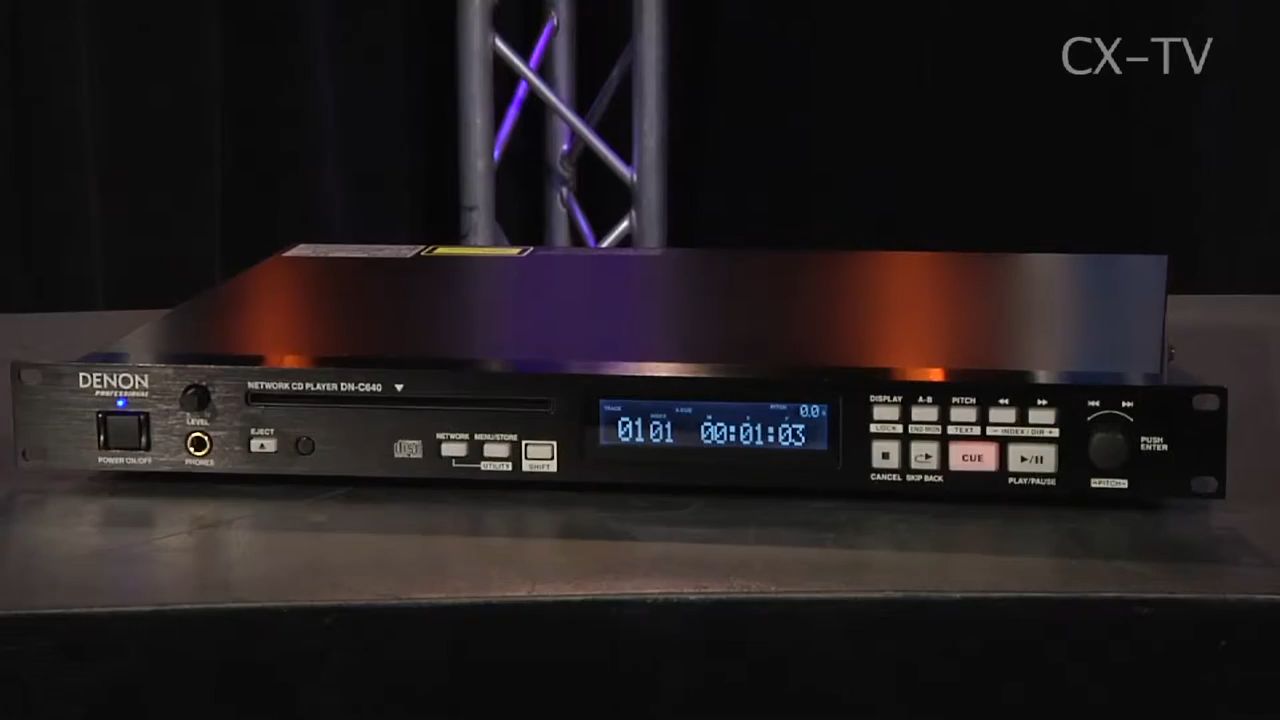 CX-TV
DENON
PROFESSIONAL
POWER ON/OFF
LEVEL
PHONES
NETWORK CD PLAYER DN-C640
EJECT
NETWORK
MENU/STORE
UTILITY
SHIFT
TRACK
INDEX
A.CUE
M
S
PITCH
0.0
01 01 00:01:03
DISPLAY
A-B
PITCH
LOCK
END MON
TEXT
- INDEX/DIR +
CUE
CANCEL
SKIP BACK
PLAY/PAUSE
PUSH
ENTER
-PITCH+